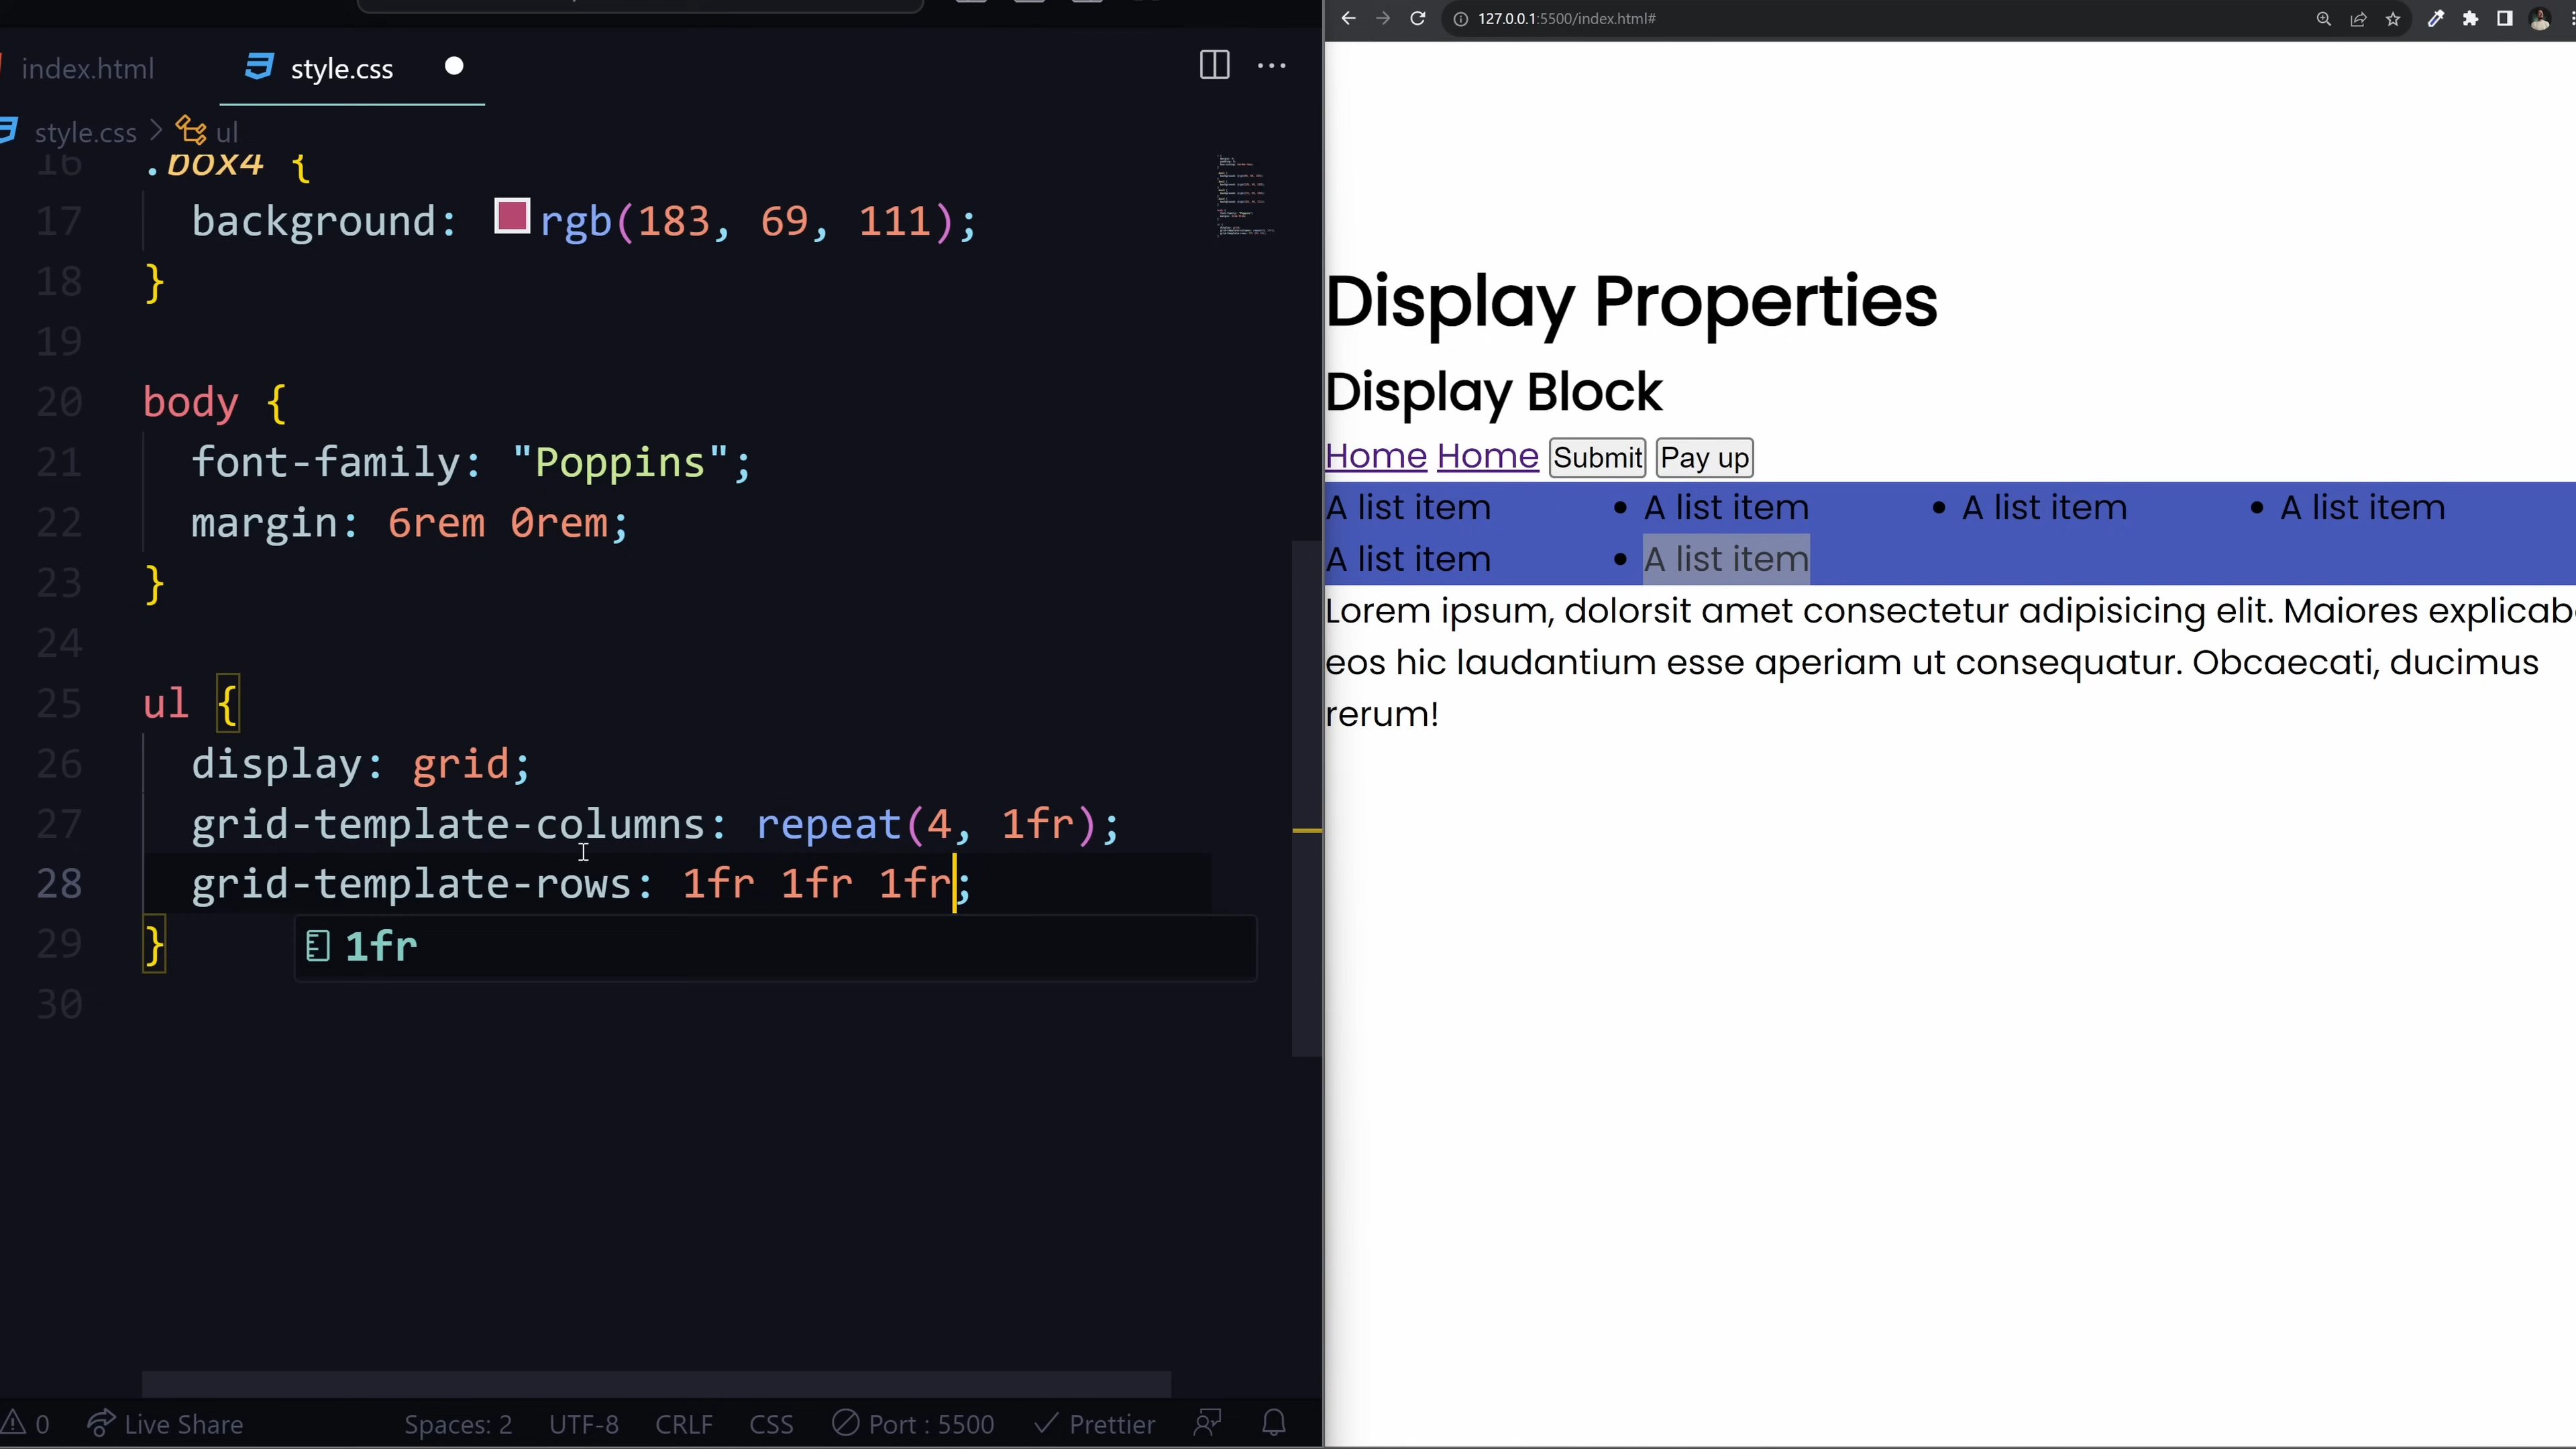 index.html
style.css
style.css > ul
16 .box4 {
17 background: rgb(183, 69, 111);
18 }
19
20 body {
21 font-family: "Poppins";
22 margin: 6rem 0rem;
23 }
24
25 ul {
26 display: grid;
27 grid-template-columns: repeat(4, 1fr);
28 grid-template-rows: 1fr 1fr 1fr;
29 }
1fr
30
0 Live Share Spaces: 2 UTF-8 CRLF CSS Port : 5500 Prettier
127.0.0.1:5500/index.html#
Display Properties
Display Block
Home Home Submit Pay up
A list item • A list item • A list item • A list item
A list item • A list item
Lorem ipsum, dolorsit amet consectetur adipisicing elit. Maiores explicab
eos hic laudantium esse aperiam ut consequatur. Obcaecati, ducimus
rerum!